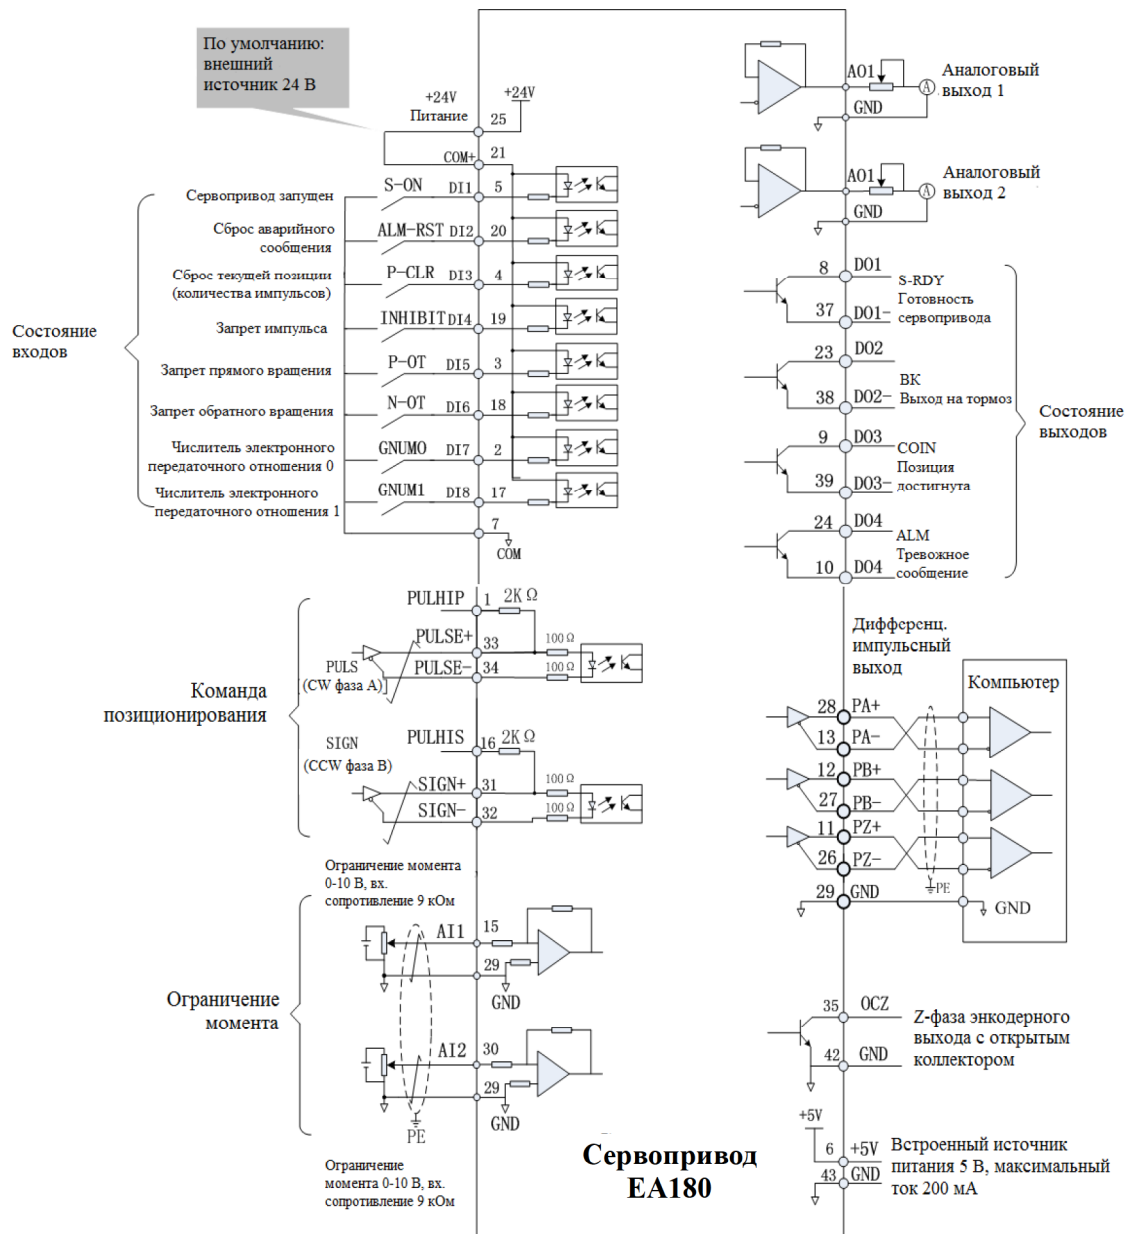 По умолчанию:
внешний
источник 24 В
+24V
Питание
+24V
25
COM+
21
Состояние
входов
Сервопривод запущен
S-ON
DI1
5
Сброс аварийного
сообщения
ALM-RST
DI2
20
Сброс текущей позиции
(количества импульсов)
P-CLR
DI3
4
Запрет импульса
INHIBIT
DI4
19
Запрет прямого вращения
P-OT
DI5
3
Запрет обратного вращения
N-OT
DI6
18
Числитель электронного
передаточного отношения 0
GNUM0
DI7
2
Числитель электронного
передаточного отношения 1
GNUM1
DI8
17
7
COM
Команда
позиционирования
PULHIP
1
2K Ω
PULSE+
33
100 Ω
PULSE-
34
100 Ω
PULS
(CW фаза A)
PULHIS
16
2K Ω
SIGN
(CCW фаза B)
SIGN+
31
100 Ω
SIGN-
32
100 Ω
Ограничение момента
0-10 В, вх.
сопротивление 9 кОм
Ограничение
момента
AI1
15
29
GND
AI2
30
29
GND
PE
Ограничение
момента 0-10 В, вх.
сопротивление 9 кОм
Сервопривод
EA180
AO1
A
GND
Аналоговый
выход 1
AO1
A
GND
Аналоговый
выход 2
8
DO1
S-RDY
Готовность
сервопривода
37
DO1-
23
DO2
ВК
Выход на тормоз
38
DO2-
9
DO3
COIN
Позиция
достигнута
39
DO3-
24
DO4
ALM
Тревожное
сообщение
10
DO4
Состояние
выходов
Дифференц.
импульсный
выход
Компьютер
28
PA+
13
PA-
12
PB+
27
PB-
11
PZ+
26
PZ-
PE
29
GND
GND
35
OCZ
42
GND
Z-фаза энкодерного
выхода с открытым
коллектором
+5V
6
+5V
43
GND
Встроенный источник
питания 5 В, максимальный
ток 200 мА